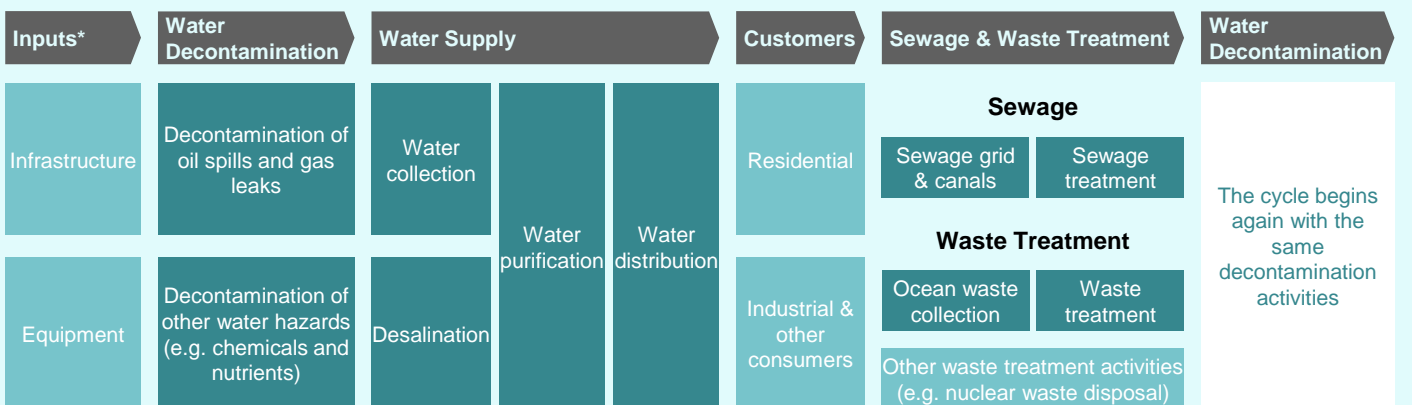 Inputs*
Water
Decontamination
Water Supply
Customers
Sewage & Waste Treatment
Water
Decontamination
Infrastructure
Equipment
Decontamination of
oil spills and gas
leaks
Decontamination of
other water hazards
(e.g. chemicals and
nutrients)
Water
collection
Desalination
Water
purification
Water
distribution
Residential
Industrial &
other
consumers
Sewage
Sewage grid
& canals
Sewage
treatment
Waste Treatment
Ocean waste
collection
Waste
treatment
Other waste treatment activities
(e.g. nuclear waste disposal)
The cycle begins
again with the
same
decontamination
activities